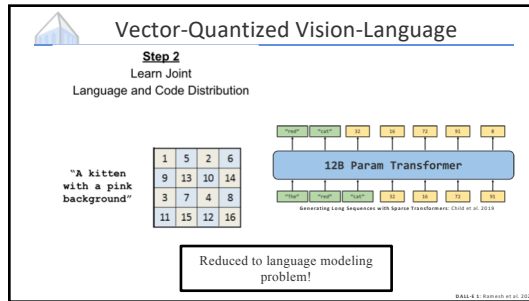 Vector-Quantized Vision-Language
Step 2
Learn Joint
Language and Code Distribution
"A kitten
with a pink
background"
1 5 2 6
9 13 10 14
3 7 4 8
11 15 12 16
"red" "cat" 32 16 72 91 9
12B Param Transformer
"the" "red" "cat" 32 16 72 91
Generating Long Sequences with Sparse Transformers: Child et al. 2019
Reduced to language modeling
problem!
DALL-E 1: Ramesh et al.